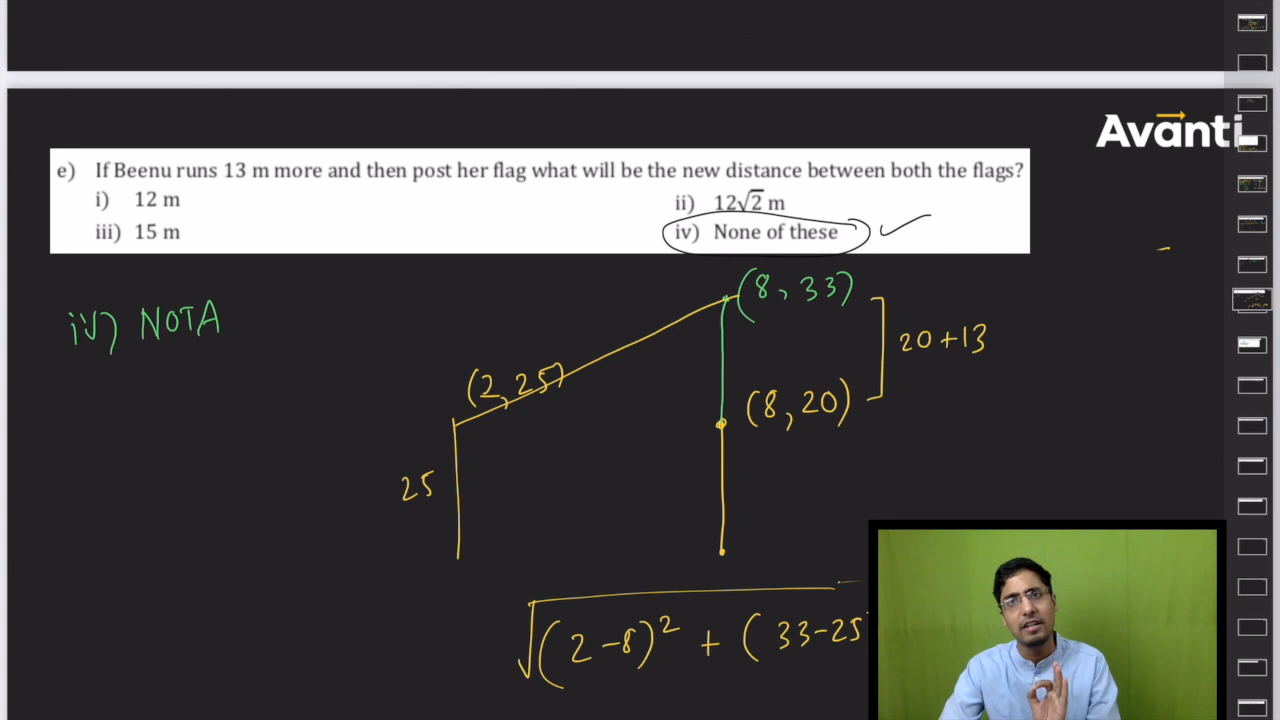 Avanti
e) If Beenu runs 13 m more and then post her flag what will be the new distance between both the flags?
i) 12 m
ii) 12√2 m
iii) 15 m
iv) None of these
iv) NOTA
(8, 33)
20+13
(2, 25)
(8, 20)
25
√(2-8)² + (33-25